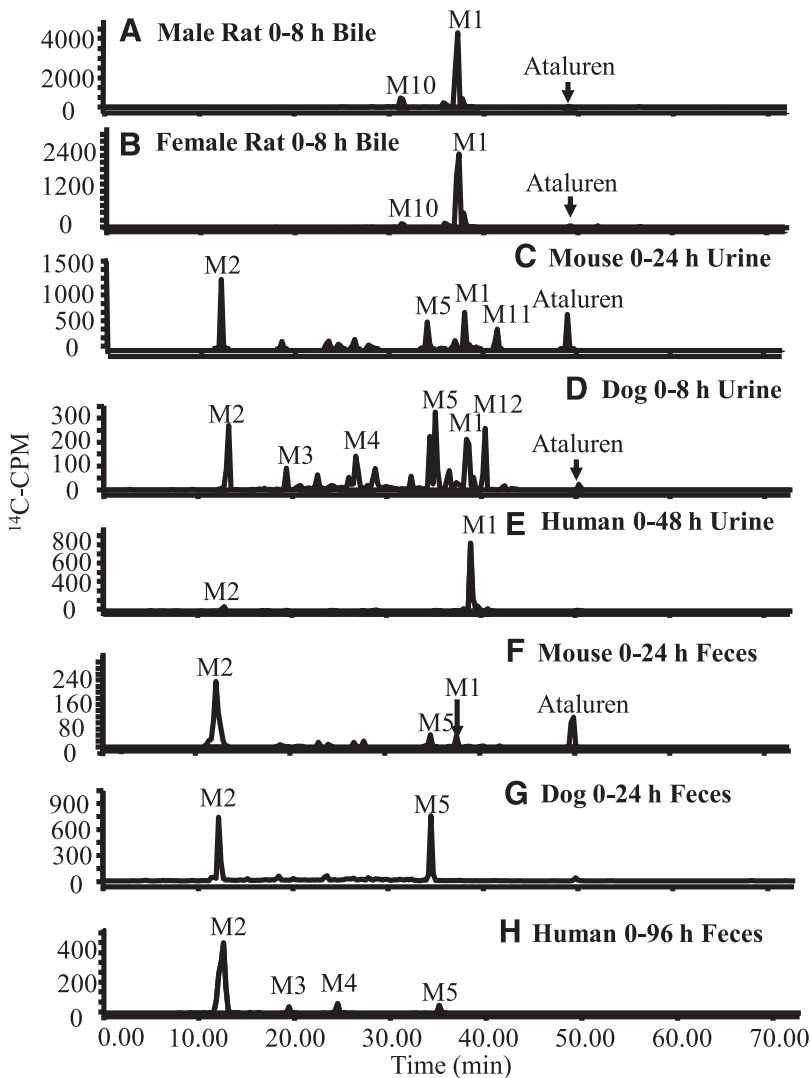 A Male Rat 0-8 h Bile
4000
2000
0
M10
M1
Ataluren
B Female Rat 0-8 h Bile
2400
1200
0
M10
M1
Ataluren
C Mouse 0-24 h Urine
1500
1000
500
0
M2
M5
M1
M11
Ataluren
D Dog 0-8 h Urine
300
200
100
0
M2
M3
M4
M5
M1
M12
Ataluren
14C-CPM
E Human 0-48 h Urine
800
600
400
0
M2
M1
F Mouse 0-24 h Feces
240
160
80
0
M2
M5
M1
Ataluren
G Dog 0-24 h Feces
900
600
300
0
M2
M5
H Human 0-96 h Feces
400
200
0
M2
M3
M4
M5
0.00 10.00 20.00 30.00 40.00 50.00 60.00 70.00
Time (min)